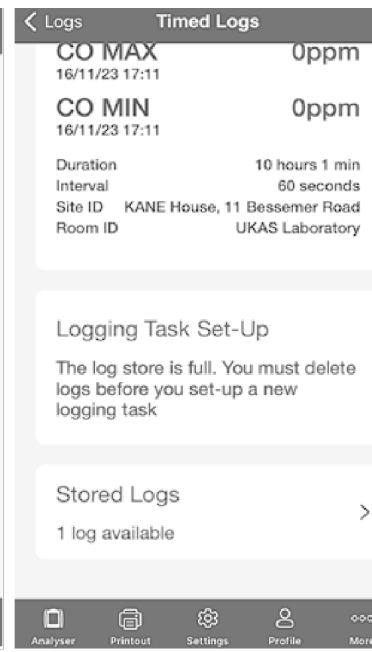 Logs Timed Logs
CO MAX 0ppm
16/11/23 17:11
CO MIN 0ppm
16/11/23 17:11
Duration 10 hours 1 min
Interval 60 seconds
Site ID KANE House, 11 Bessemer Road
Room ID UKAS Laboratory
Logging Task Set-Up
The log store is full. You must delete
logs before you set-up a new
logging task
Stored Logs
1 log available
Analyser Printout Settings Profile More